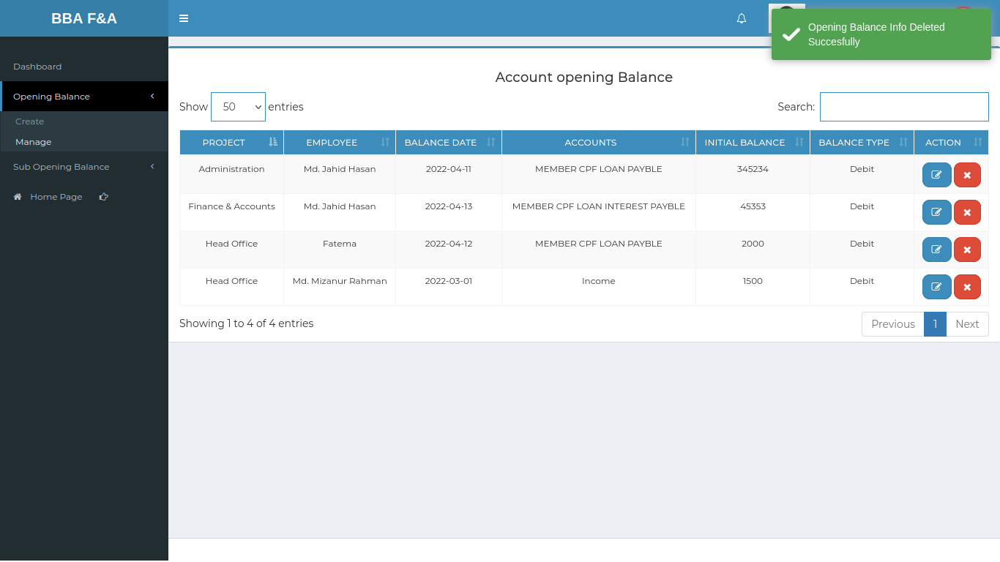 BBA F&A
Opening Balance Info Deleted
Succesfully
Dashboard
Opening Balance
Create
Manage
Sub Opening Balance
Home Page
Account opening Balance
Show 50 entries
Search:
PROJECT EMPLOYEE BALANCE DATE ACCOUNTS INITIAL BALANCE BALANCE TYPE ACTION
Administration Md. Jahid Hasan 2022-04-11 MEMBER CPF LOAN PAYBLE 345234 Debit
Finance & Accounts Md. Jahid Hasan 2022-04-13 MEMBER CPF LOAN INTEREST PAYBLE 45353 Debit
Head Office Fatema 2022-04-12 MEMBER CPF LOAN PAYBLE 2000 Debit
Head Office Md. Mizanur Rahman 2022-03-01 Income 1500 Debit
Showing 1 to 4 of 4 entries
Previous 1 Next